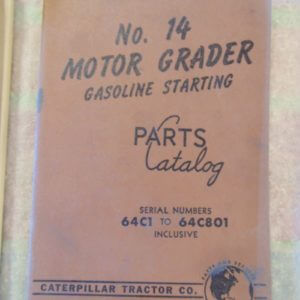 No. 14
MOTOR GRADER
GASOLINE STARTING
PARTS
Catalog
SERIAL NUMBERS
64C1 TO 64C801
INCLUSIVE
CATERPILLAR TRACTOR CO.